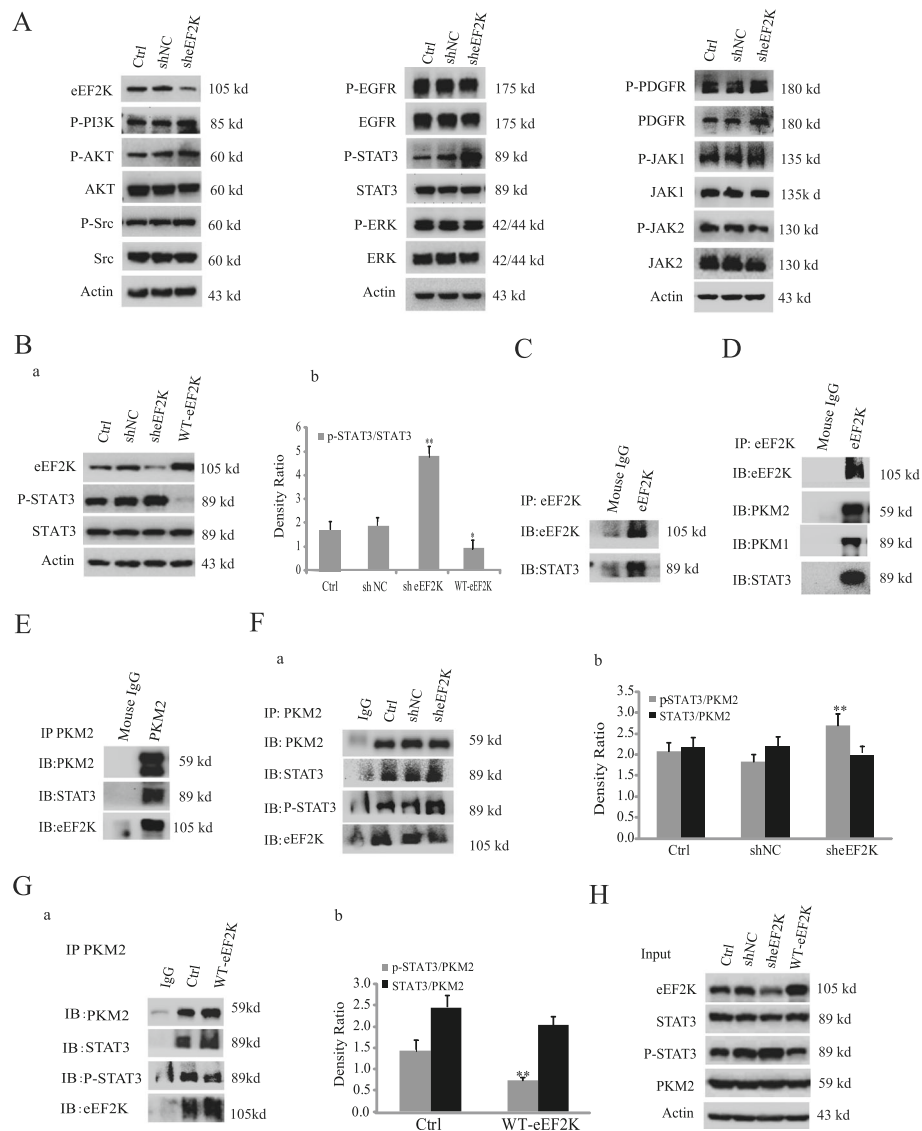 A
Ctrl shNC sheEF2K
eEF2K 105 kd
P-PI3K 85 kd
P-AKT 60 kd
AKT 60 kd
P-Src 60 kd
Src 60 kd
Actin 43 kd
Ctrl shNC sheEF2K
P-EGFR 175 kd
EGFR 175 kd
P-STAT3 89 kd
STAT3 89 kd
P-ERK 42/44 kd
ERK 42/44 kd
Actin 43 kd
Ctrl shNC sheEF2K
P-PDGFR 180 kd
PDGFR 180 kd
P-JAK1 135 kd
JAK1 135k d
P-JAK2 130 kd
JAK2 130 kd
Actin 43 kd
B
a
Ctrl shNC sheEF2K WT-eEF2K
eEF2K 105 kd
P-STAT3 89 kd
STAT3 89 kd
Actin 43 kd
b
p-STAT3/STAT3
Density Ratio
6
5
4
3
2
1
0
**
*
Ctrl sh NC sh eEF2K WT-eEF2K
C
Mouse IgG eEF2K
IP: eEF2K
IB:eEF2K 105 kd
IB:STAT3 89 kd
D
Mouse IgG eEF2K
IP: eEF2K
IB:eEF2K 105 kd
IB:PKM2 59 kd
IB:PKM1 89 kd
IB:STAT3 89 kd
E
Mouse IgG PKM2
IP PKM2
IB:PKM2 59 kd
IB:STAT3 89 kd
IB:eEF2K 105 kd
F
a
IgG Ctrl shNC sheEF2K
IP: PKM2
IB: PKM2 59 kd
IB:STAT3 89 kd
IB:P-STAT3 89 kd
IB:eEF2K 105 kd
b
pSTAT3/PKM2
STAT3/PKM2
Density Ratio
3.5
3.0
2.5
2.0
1.5
1.0
0.5
0.0
**
Ctrl shNC sheEF2K
G
a
IP PKM2
IgG Ctrl WT-eEF2K
IB:PKM2 59kd
IB:STAT3 89kd
IB:P-STAT3 89kd
IB:eEF2K 105kd
b
p-STAT3/PKM2
STAT3/PKM2
Density Ratio
3.0
2.5
2.0
1.5
1.0
0.5
0.0
**
Ctrl WT-eEF2K
H
Input
Ctrl shNC sheEF2K WT-eEF2K
eEF2K 105 kd
STAT3 89 kd
P-STAT3 89 kd
PKM2 59 kd
Actin 43 kd